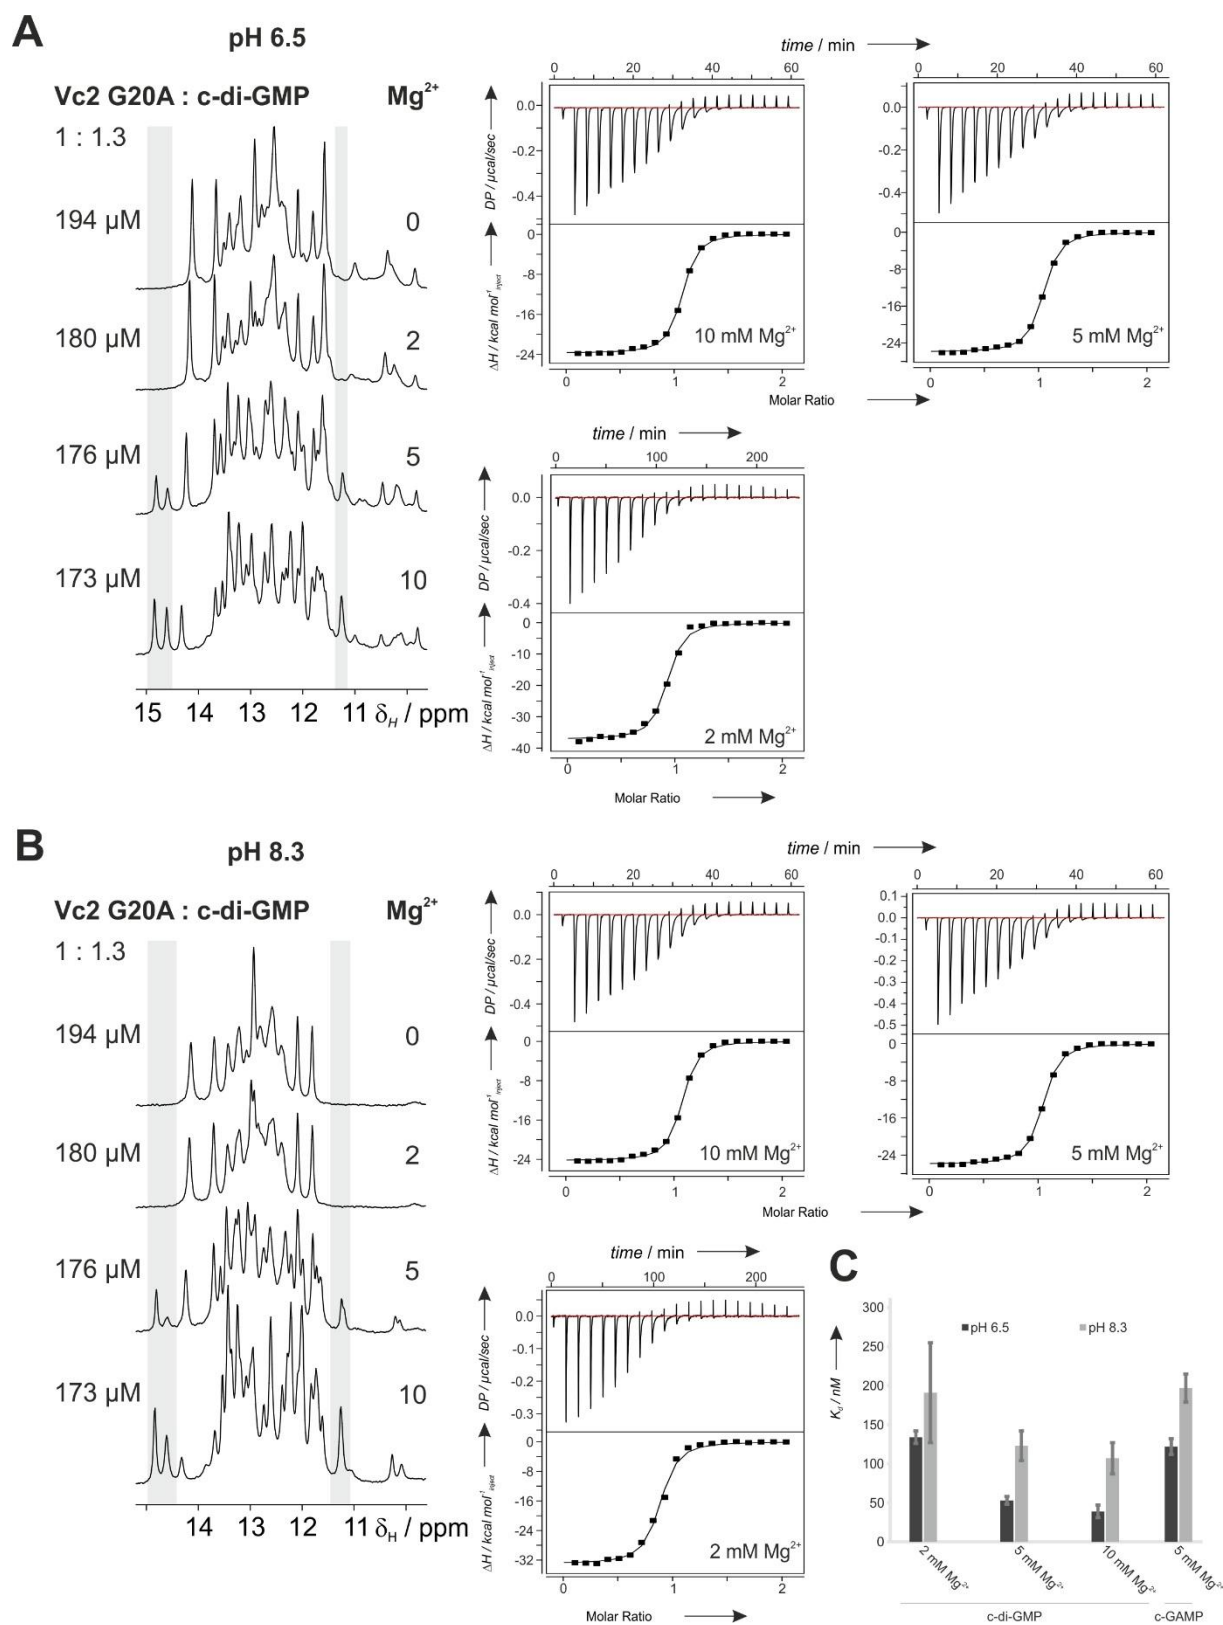 A
pH 6.5
Vc2 G20A : c-di-GMP Mg2+
1 : 1.3
194 μM 0
180 μM 2
176 μM 5
173 μM 10
15 14 13 12 11 δH / ppm
time / min
0 20 40 60
0.0
-0.2
-0.4
DP / μcal/sec
0
-8
-16
-24
ΔH / kcal mol-1 inject
10 mM Mg2+
0 1 2
0 20 40 60
0.0
-0.2
-0.4
0
-8
-16
-24
5 mM Mg2+
0 1 2
Molar Ratio
time / min
0 100 200
0.0
-0.2
-0.4
DP / μcal/sec
0
-10
-20
-30
-40
ΔH / kcal mol-1 inject
2 mM Mg2+
0 1 2
Molar Ratio
B
pH 8.3
Vc2 G20A : c-di-GMP Mg2+
1 : 1.3
194 μM 0
180 μM 2
176 μM 5
173 μM 10
14 13 12 11 δH / ppm
time / min
0 20 40 60
0.0
-0.2
-0.4
DP / μcal/sec
0
-8
-16
-24
ΔH / kcal mol-1 inject
10 mM Mg2+
0 1 2
0 20 40 60
0.1
0.0
-0.1
-0.2
-0.3
-0.4
-0.5
0
-8
-16
-24
5 mM Mg2+
0 1 2
Molar Ratio
time / min
0 100 200
0.0
-0.1
-0.2
-0.3
DP / μcal/sec
0
-8
-16
-24
-32
ΔH / kcal mol-1 inject
2 mM Mg2+
0 1 2
Molar Ratio
C
300
250
200
150
100
50
0
Kd / nM
pH 6.5 pH 8.3
2 mM Mg2+ 5 mM Mg2+ 10 mM Mg2+ 5 mM Mg2+
c-di-GMP c-GAMP